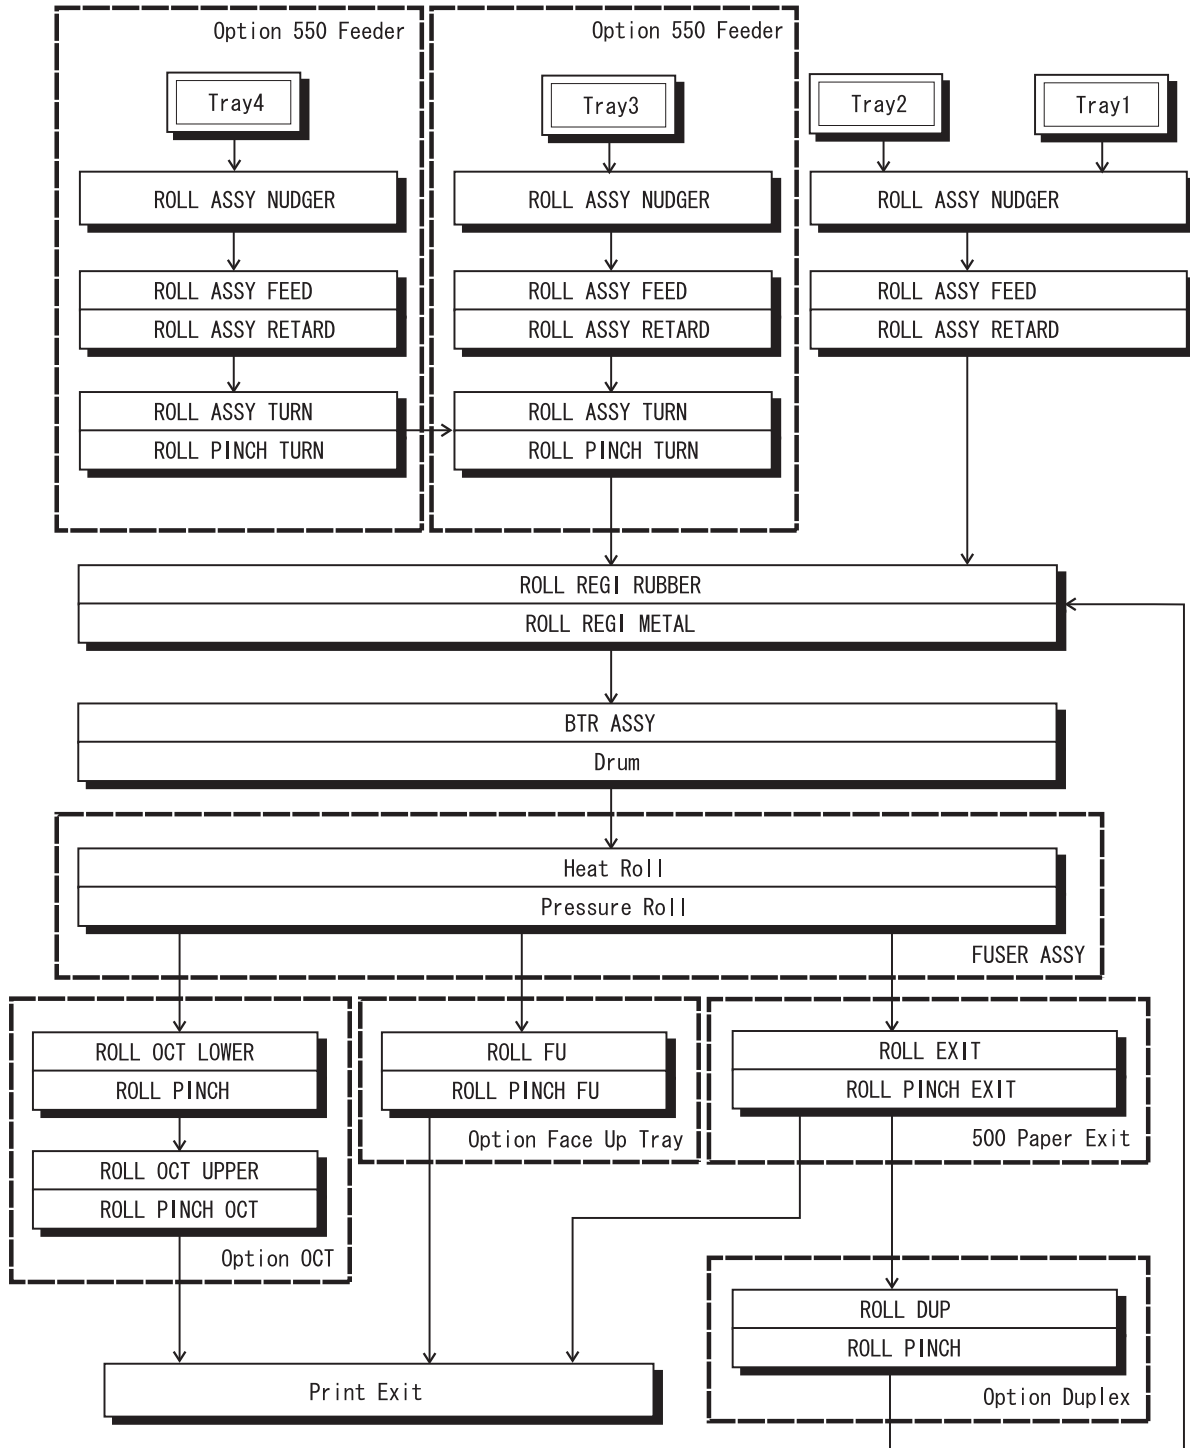 Option 550 Feeder
Option 550 Feeder
Tray4
Tray3
Tray2
Tray1
ROLL ASSY NUDGER
ROLL ASSY NUDGER
ROLL ASSY NUDGER
ROLL ASSY FEED
ROLL ASSY RETARD
ROLL ASSY FEED
ROLL ASSY RETARD
ROLL ASSY FEED
ROLL ASSY RETARD
ROLL ASSY TURN
ROLL PINCH TURN
ROLL ASSY TURN
ROLL PINCH TURN
ROLL REGI RUBBER
ROLL REGI METAL
BTR ASSY
Drum
Heat Roll
Pressure Roll
FUSER ASSY
ROLL OCT LOWER
ROLL PINCH
ROLL OCT UPPER
ROLL PINCH OCT
Option OCT
ROLL FU
ROLL PINCH FU
Option Face Up Tray
ROLL EXIT
ROLL PINCH EXIT
500 Paper Exit
ROLL DUP
ROLL PINCH
Option Duplex
Print Exit